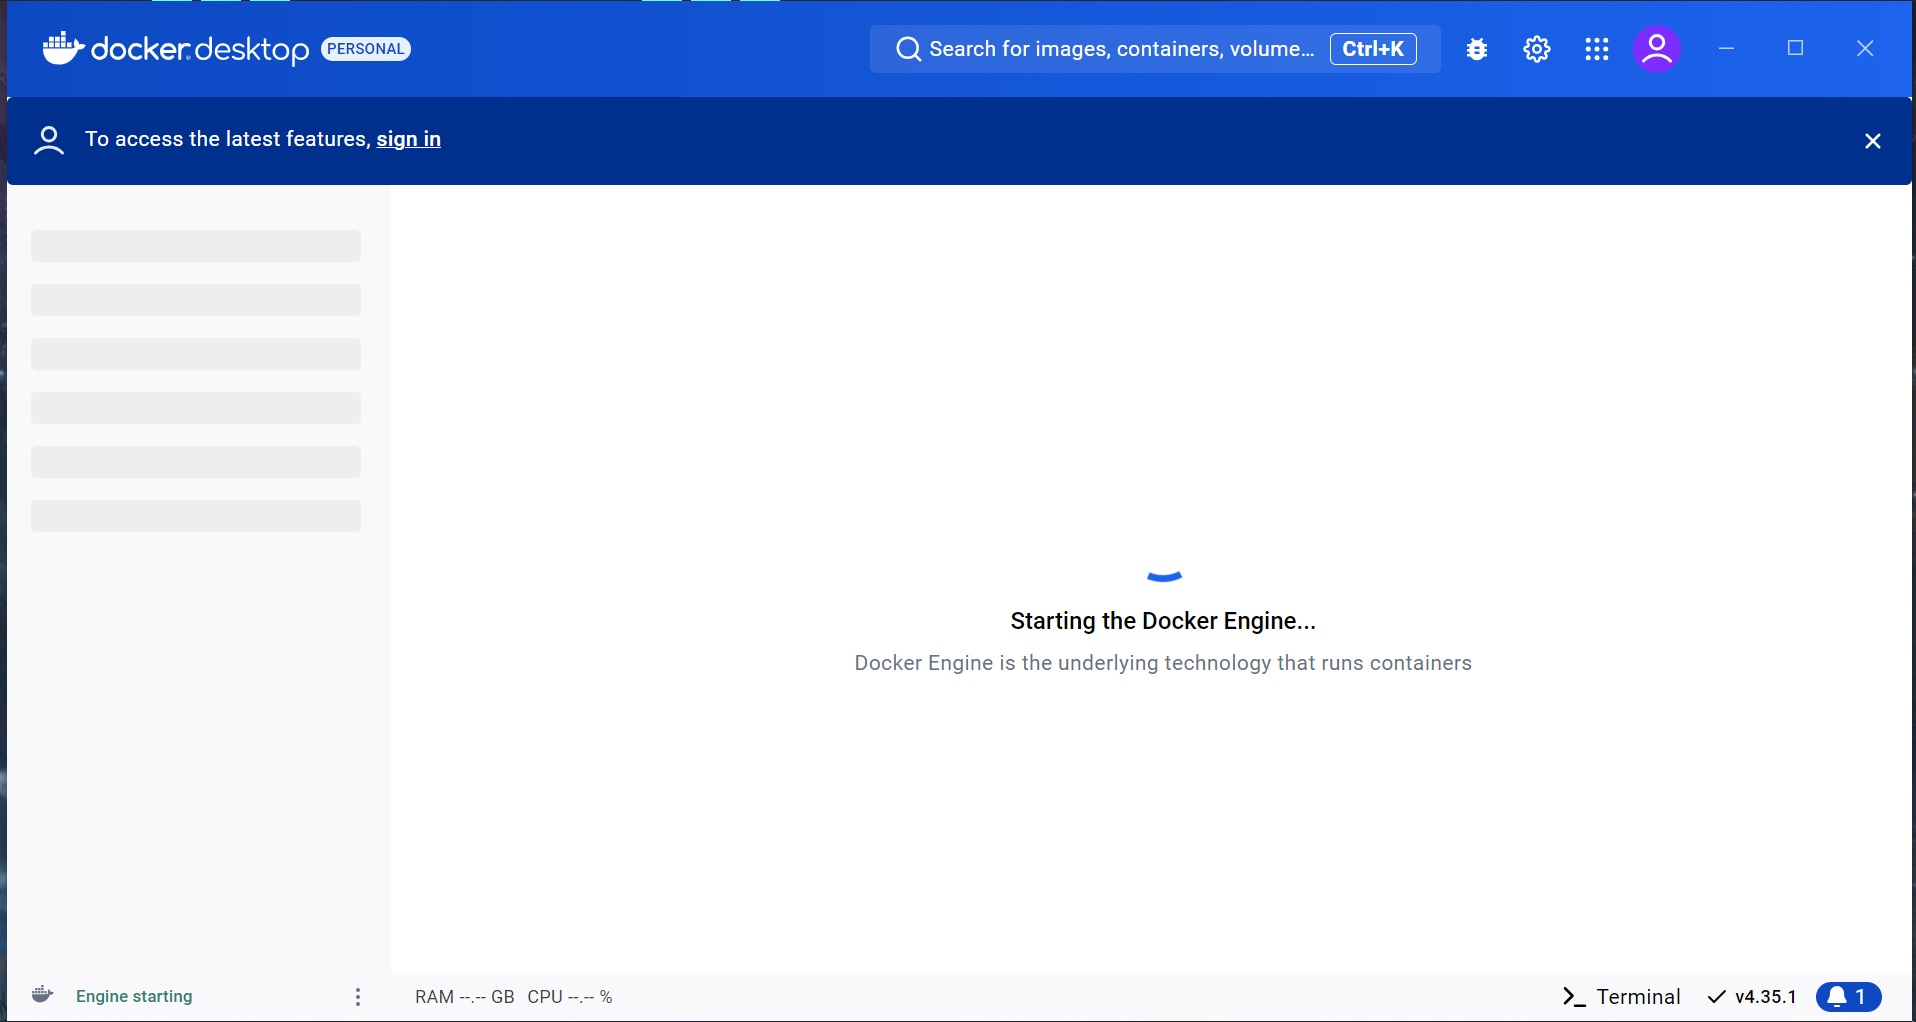 docker.desktop PERSONAL
Search for images, containers, volume... Ctrl+K
To access the latest features, sign in
Starting the Docker Engine...
Docker Engine is the underlying technology that runs containers
Engine starting
RAM --.-- GB CPU --.-- %
Terminal
v4.35.1
1